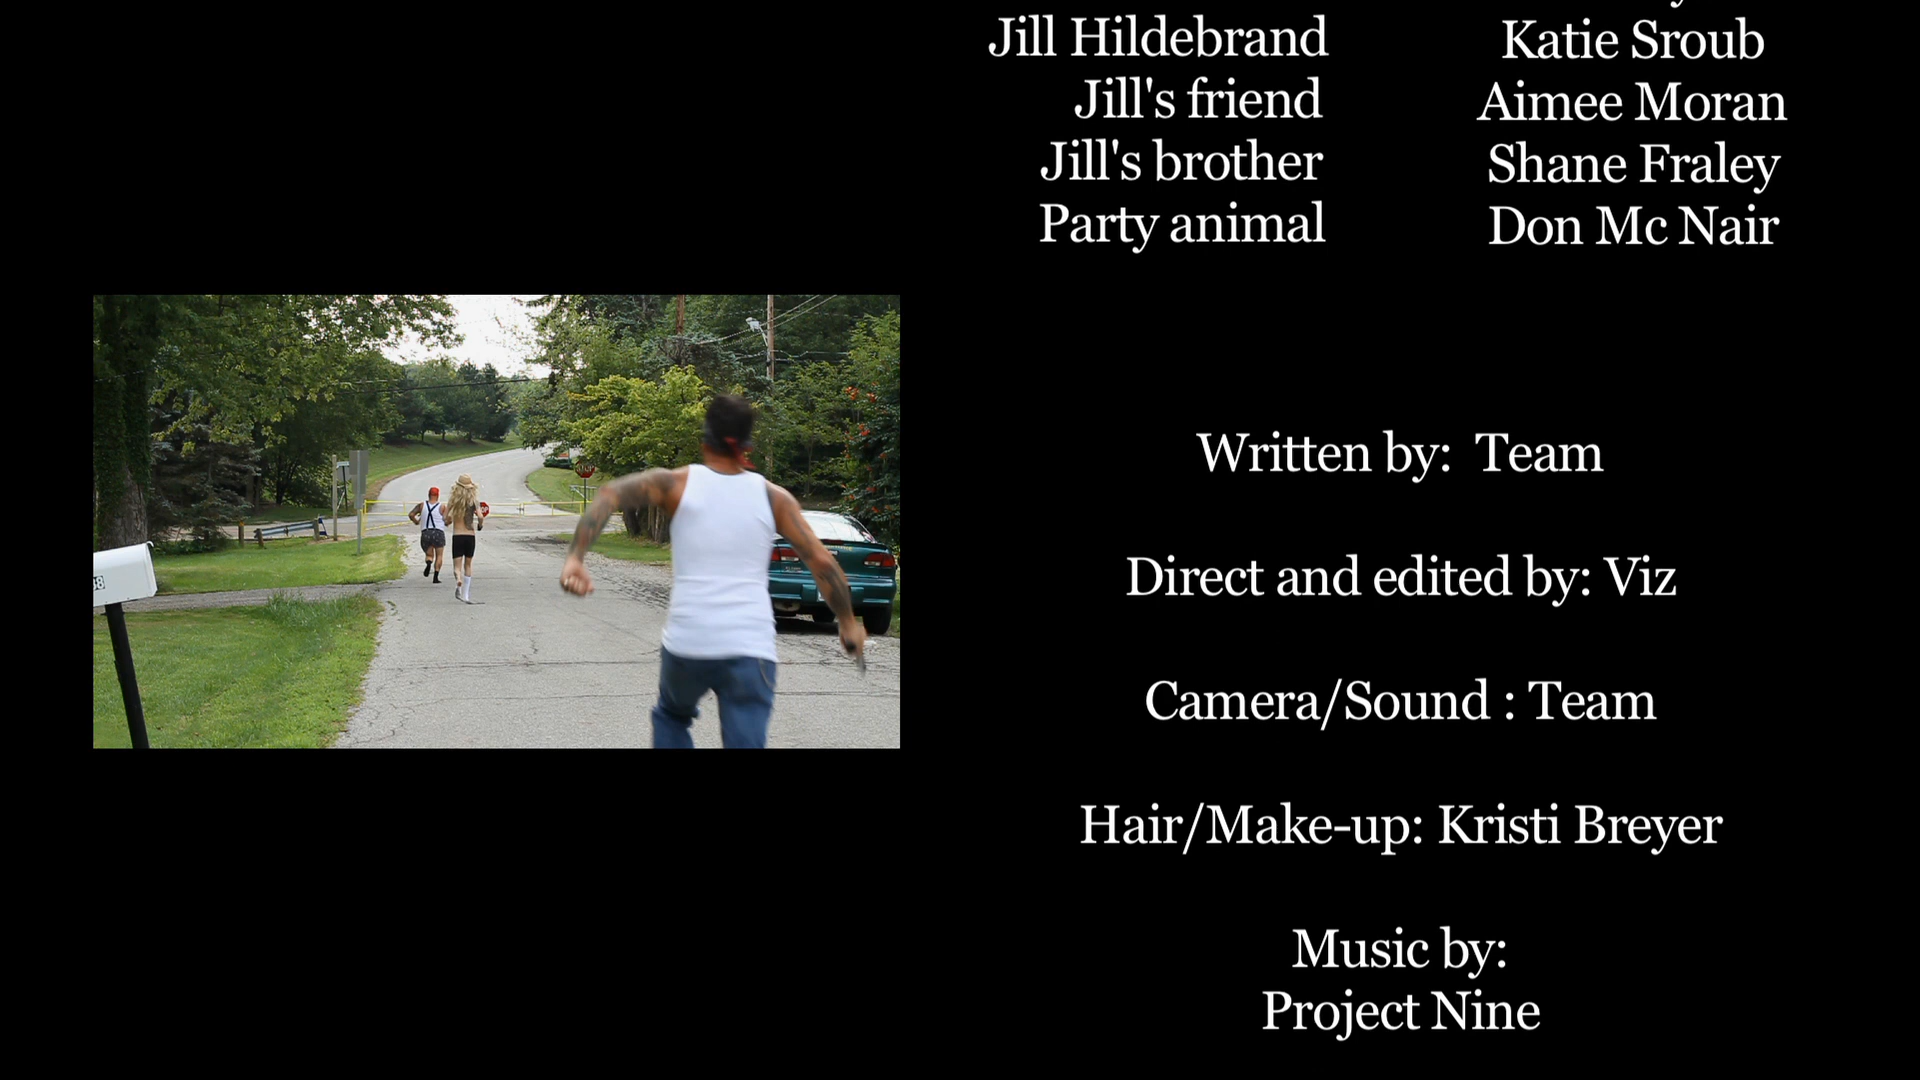 Jill Hildebrand Katie Sroub
Jill's friend Aimee Moran
Jill's brother Shane Fraley
Party animal Don Mc Nair
STOP
Written by: Team
Direct and edited by: Viz
Camera/Sound : Team
Hair/Make-up: Kristi Breyer
Music by:
Project Nine